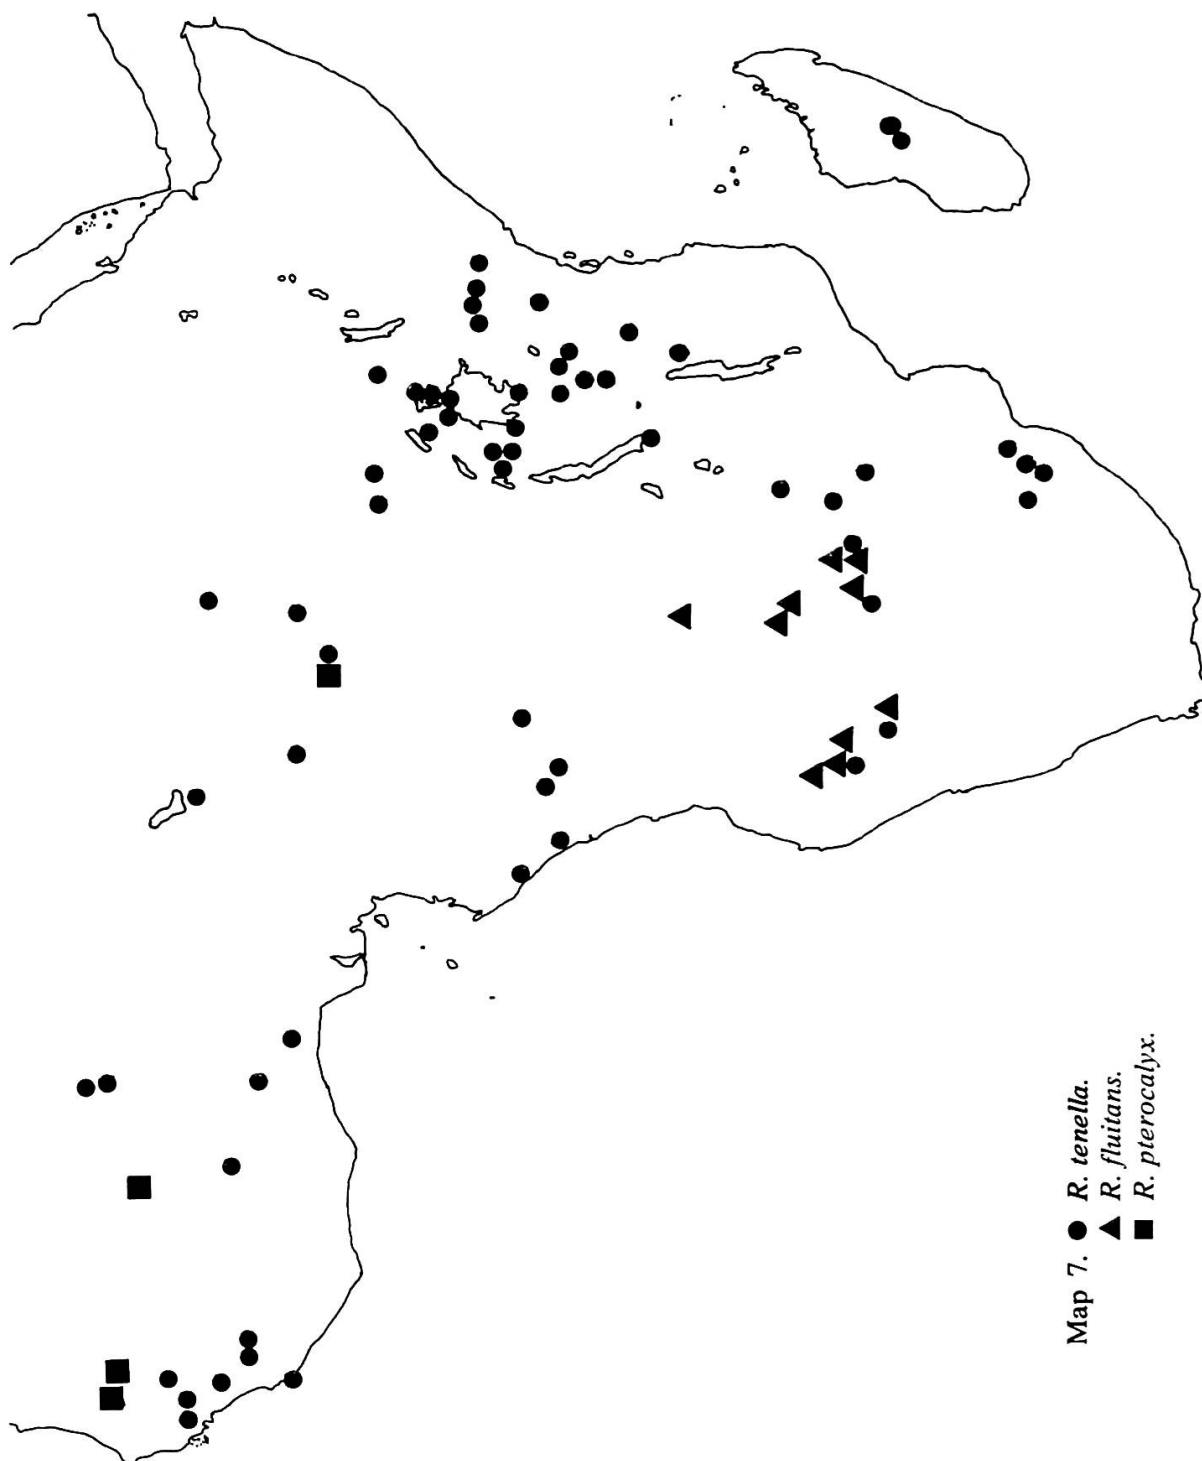 Map 7. ● R. tenella.
▲ R. fluitans.
■ R. pterocalyx.